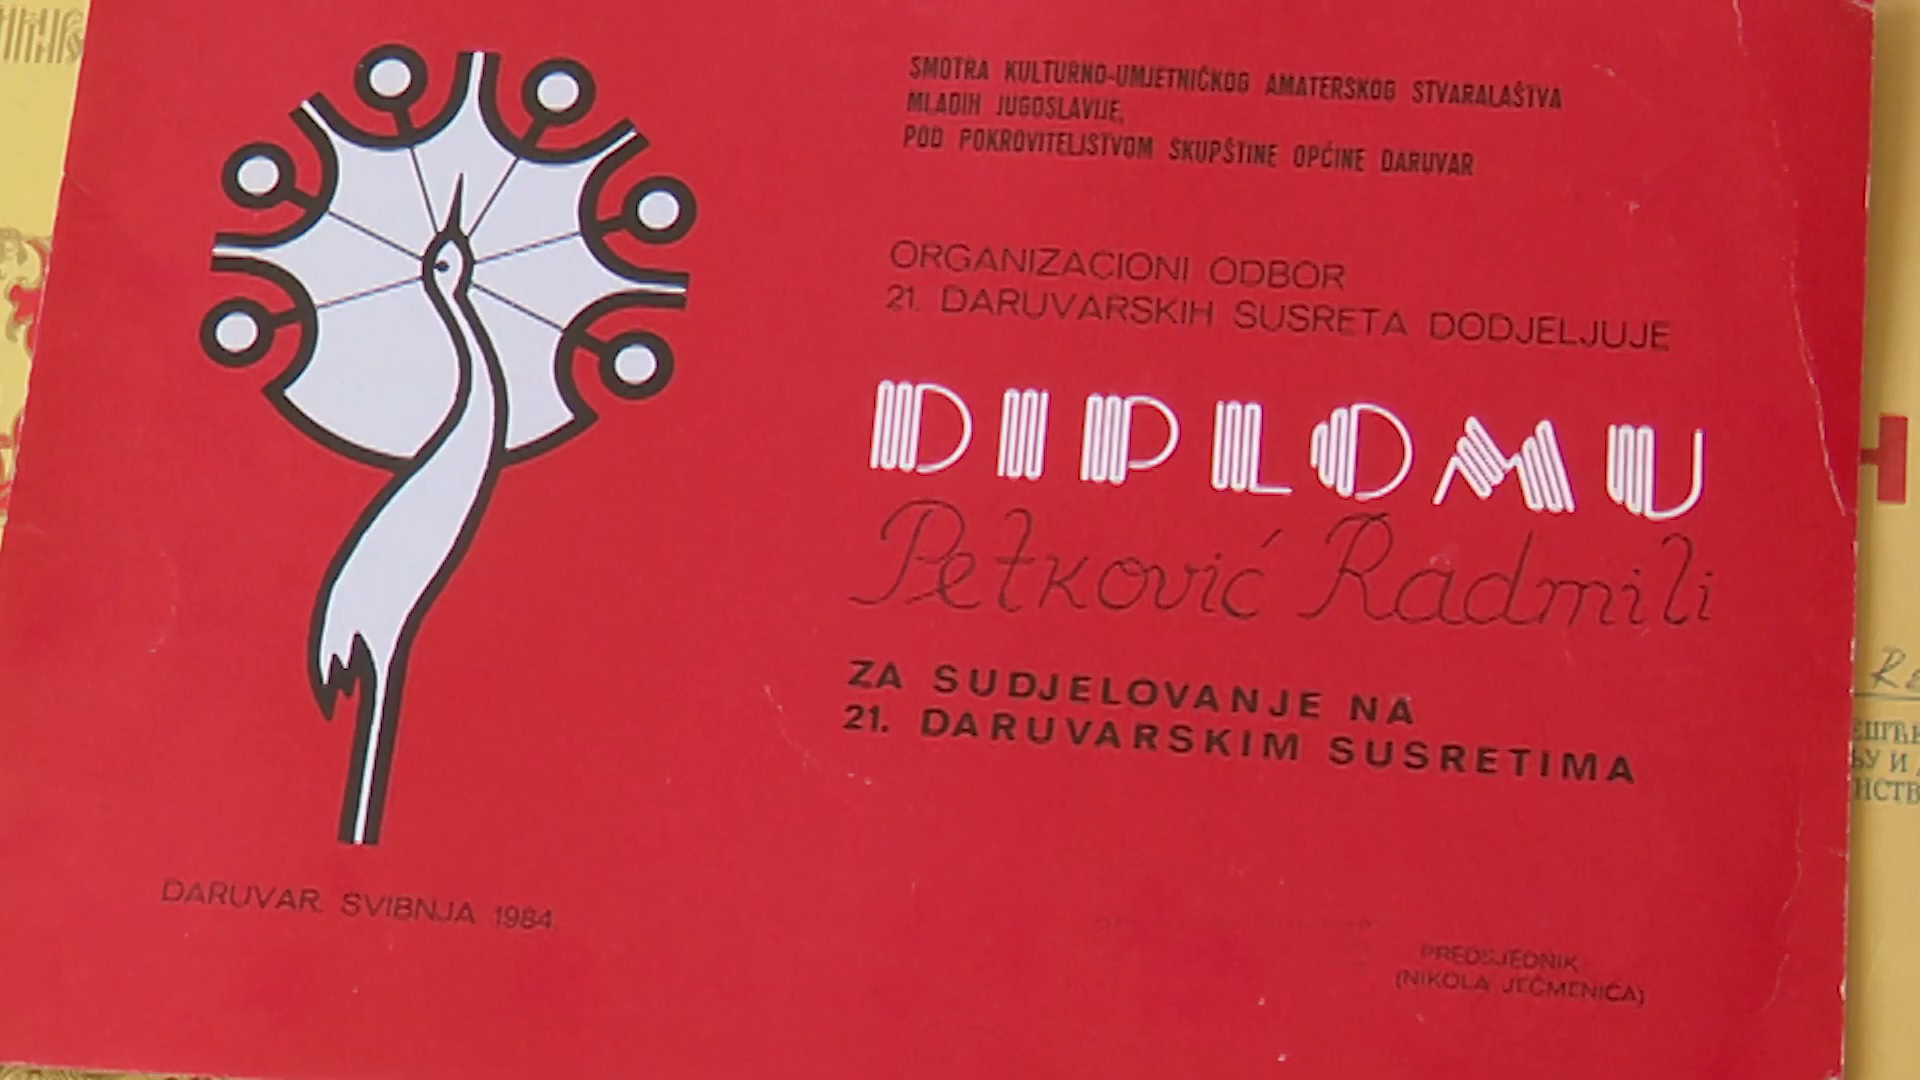 SMOTRA KULTURNO-UMJETNIČKOG AMATERSKOG STVARALAŠTVA
MLADIH JUGOSLAVIJE,
POD POKROVITELJSTVOM SKUPŠTINE OPĆINE DARUVAR
ORGANIZACIONI ODBOR
21. DARUVARSKIH SUSRETA DODJELJUJE
DIPLOMU
Petković Radmili
ZA SUDJELOVANJE NA
21. DARUVARSKIM SUSRETIMA
DARUVAR. SVIBNJA 1984.
PREDSJEDNIK
(NIKOLA JEČMENICA)